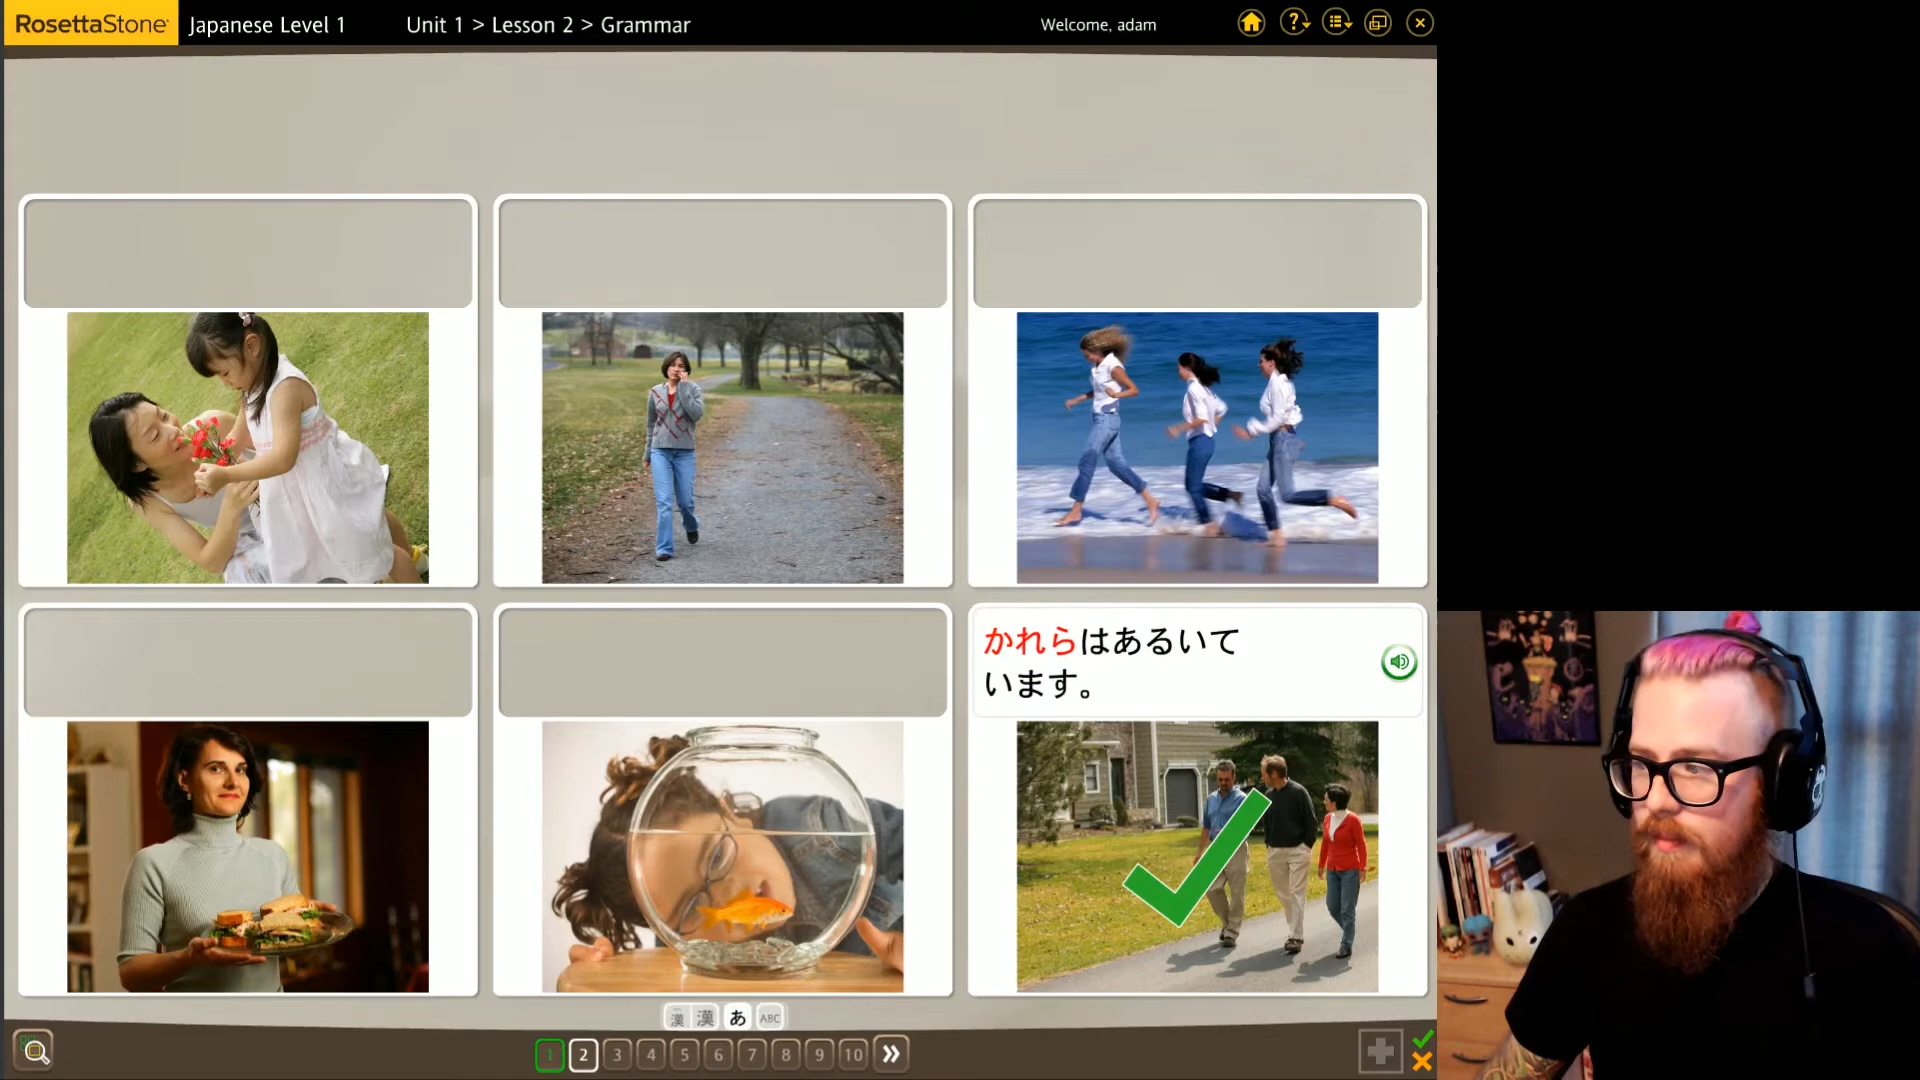 RosettaStone Japanese Level 1 Unit 1 > Lesson 2 > Grammar Welcome, adam
かれらはあるいて
います。
漢 漢 あ ABC
1 2 3 4 5 6 7 8 9 10